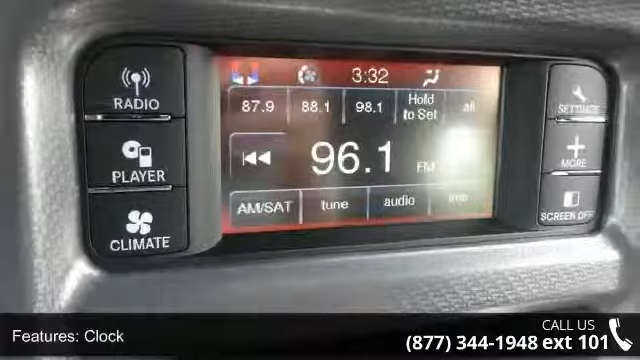 3:32
RADIO
87.9 88.1 98.1 Hold to Set all
SETTINGS
PLAYER
96.1 FM
MORE
CLIMATE
AM/SAT tune audio info
SCREEN OFF
Features: Clock
CALL US
(877) 344-1948 ext 101